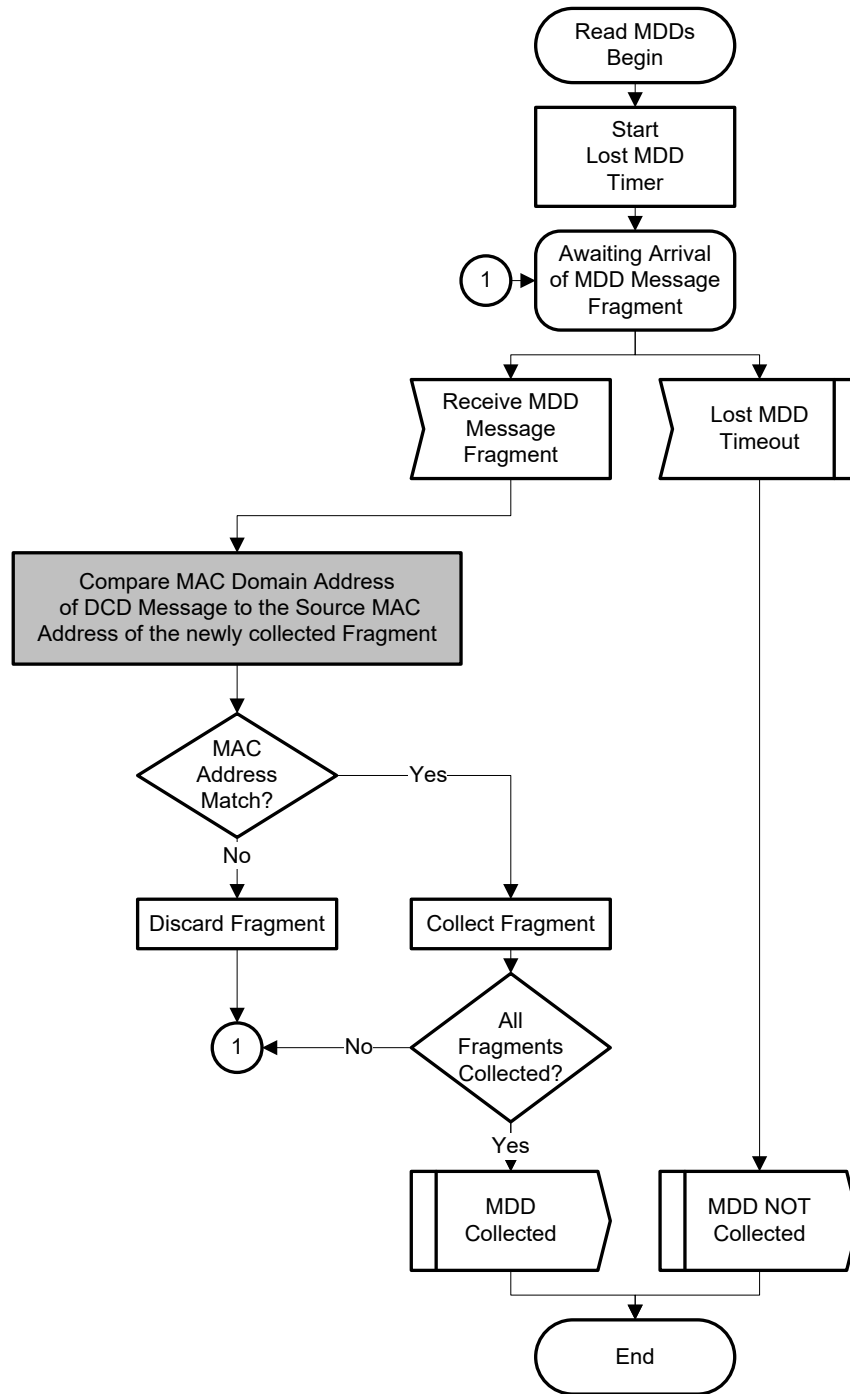 Read MDDs
Begin
Start
Lost MDD
Timer
Awaiting Arrival
of MDD Message
Fragment
1
Receive MDD
Message
Fragment
Lost MDD
Timeout
Compare MAC Domain Address
of DCD Message to the Source MAC
Address of the newly collected Fragment
MAC
Address
Match?
Yes
No
Discard Fragment
Collect Fragment
1
No
All
Fragments
Collected?
Yes
MDD
Collected
MDD NOT
Collected
End